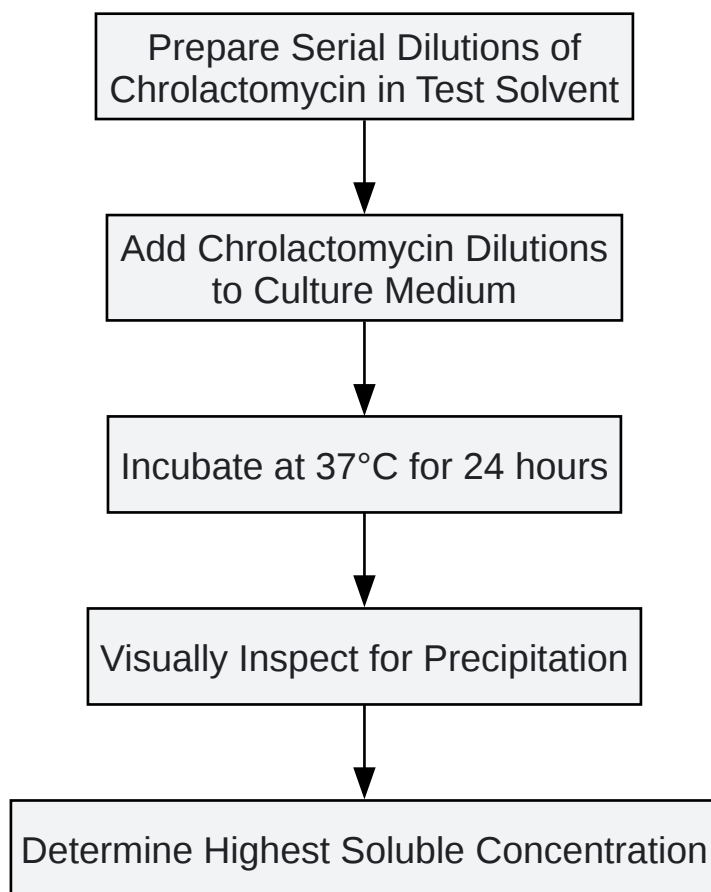 Prepare Serial Dilutions of
Chrolactomycin in Test Solvent
Add Chrolactomycin Dilutions
to Culture Medium
Incubate at 37°C for 24 hours
Visually Inspect for Precipitation
Determine Highest Soluble Concentration